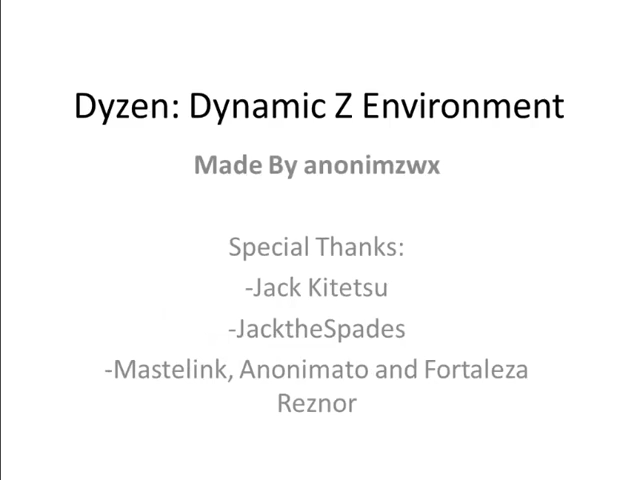 Dyzen: Dynamic Z Environment
Made By anonimzwx
Special Thanks:
-Jack Kitetsu
-JacktheSpades
-Mastelink, Anonimato and Fortaleza
Reznor